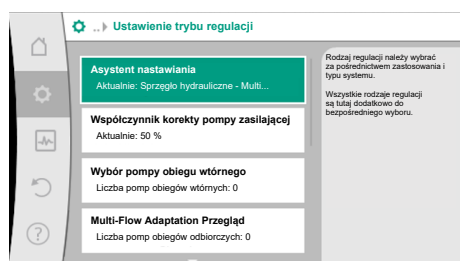 .. Ustawienie trybu regulacji
Asystent nastawiania
Aktualnie: Sprzęgło hydrauliczne - Multi...
Współczynnik korekty pompy zasilającej
Aktualnie: 50 %
Wybór pompy obiegu wtórnego
Liczba pomp obiegów wtórnych: 0
Multi-Flow Adaptation Przegląd
Liczba pomp obiegów odbiorczych: 0
Rodzaj regulacji należy wybrać
za pośrednictwem zastosowania i
typu systemu.
Wszystkie rodzaje regulacji
są tutaj dodatkowo do
bezpośredniego wyboru.